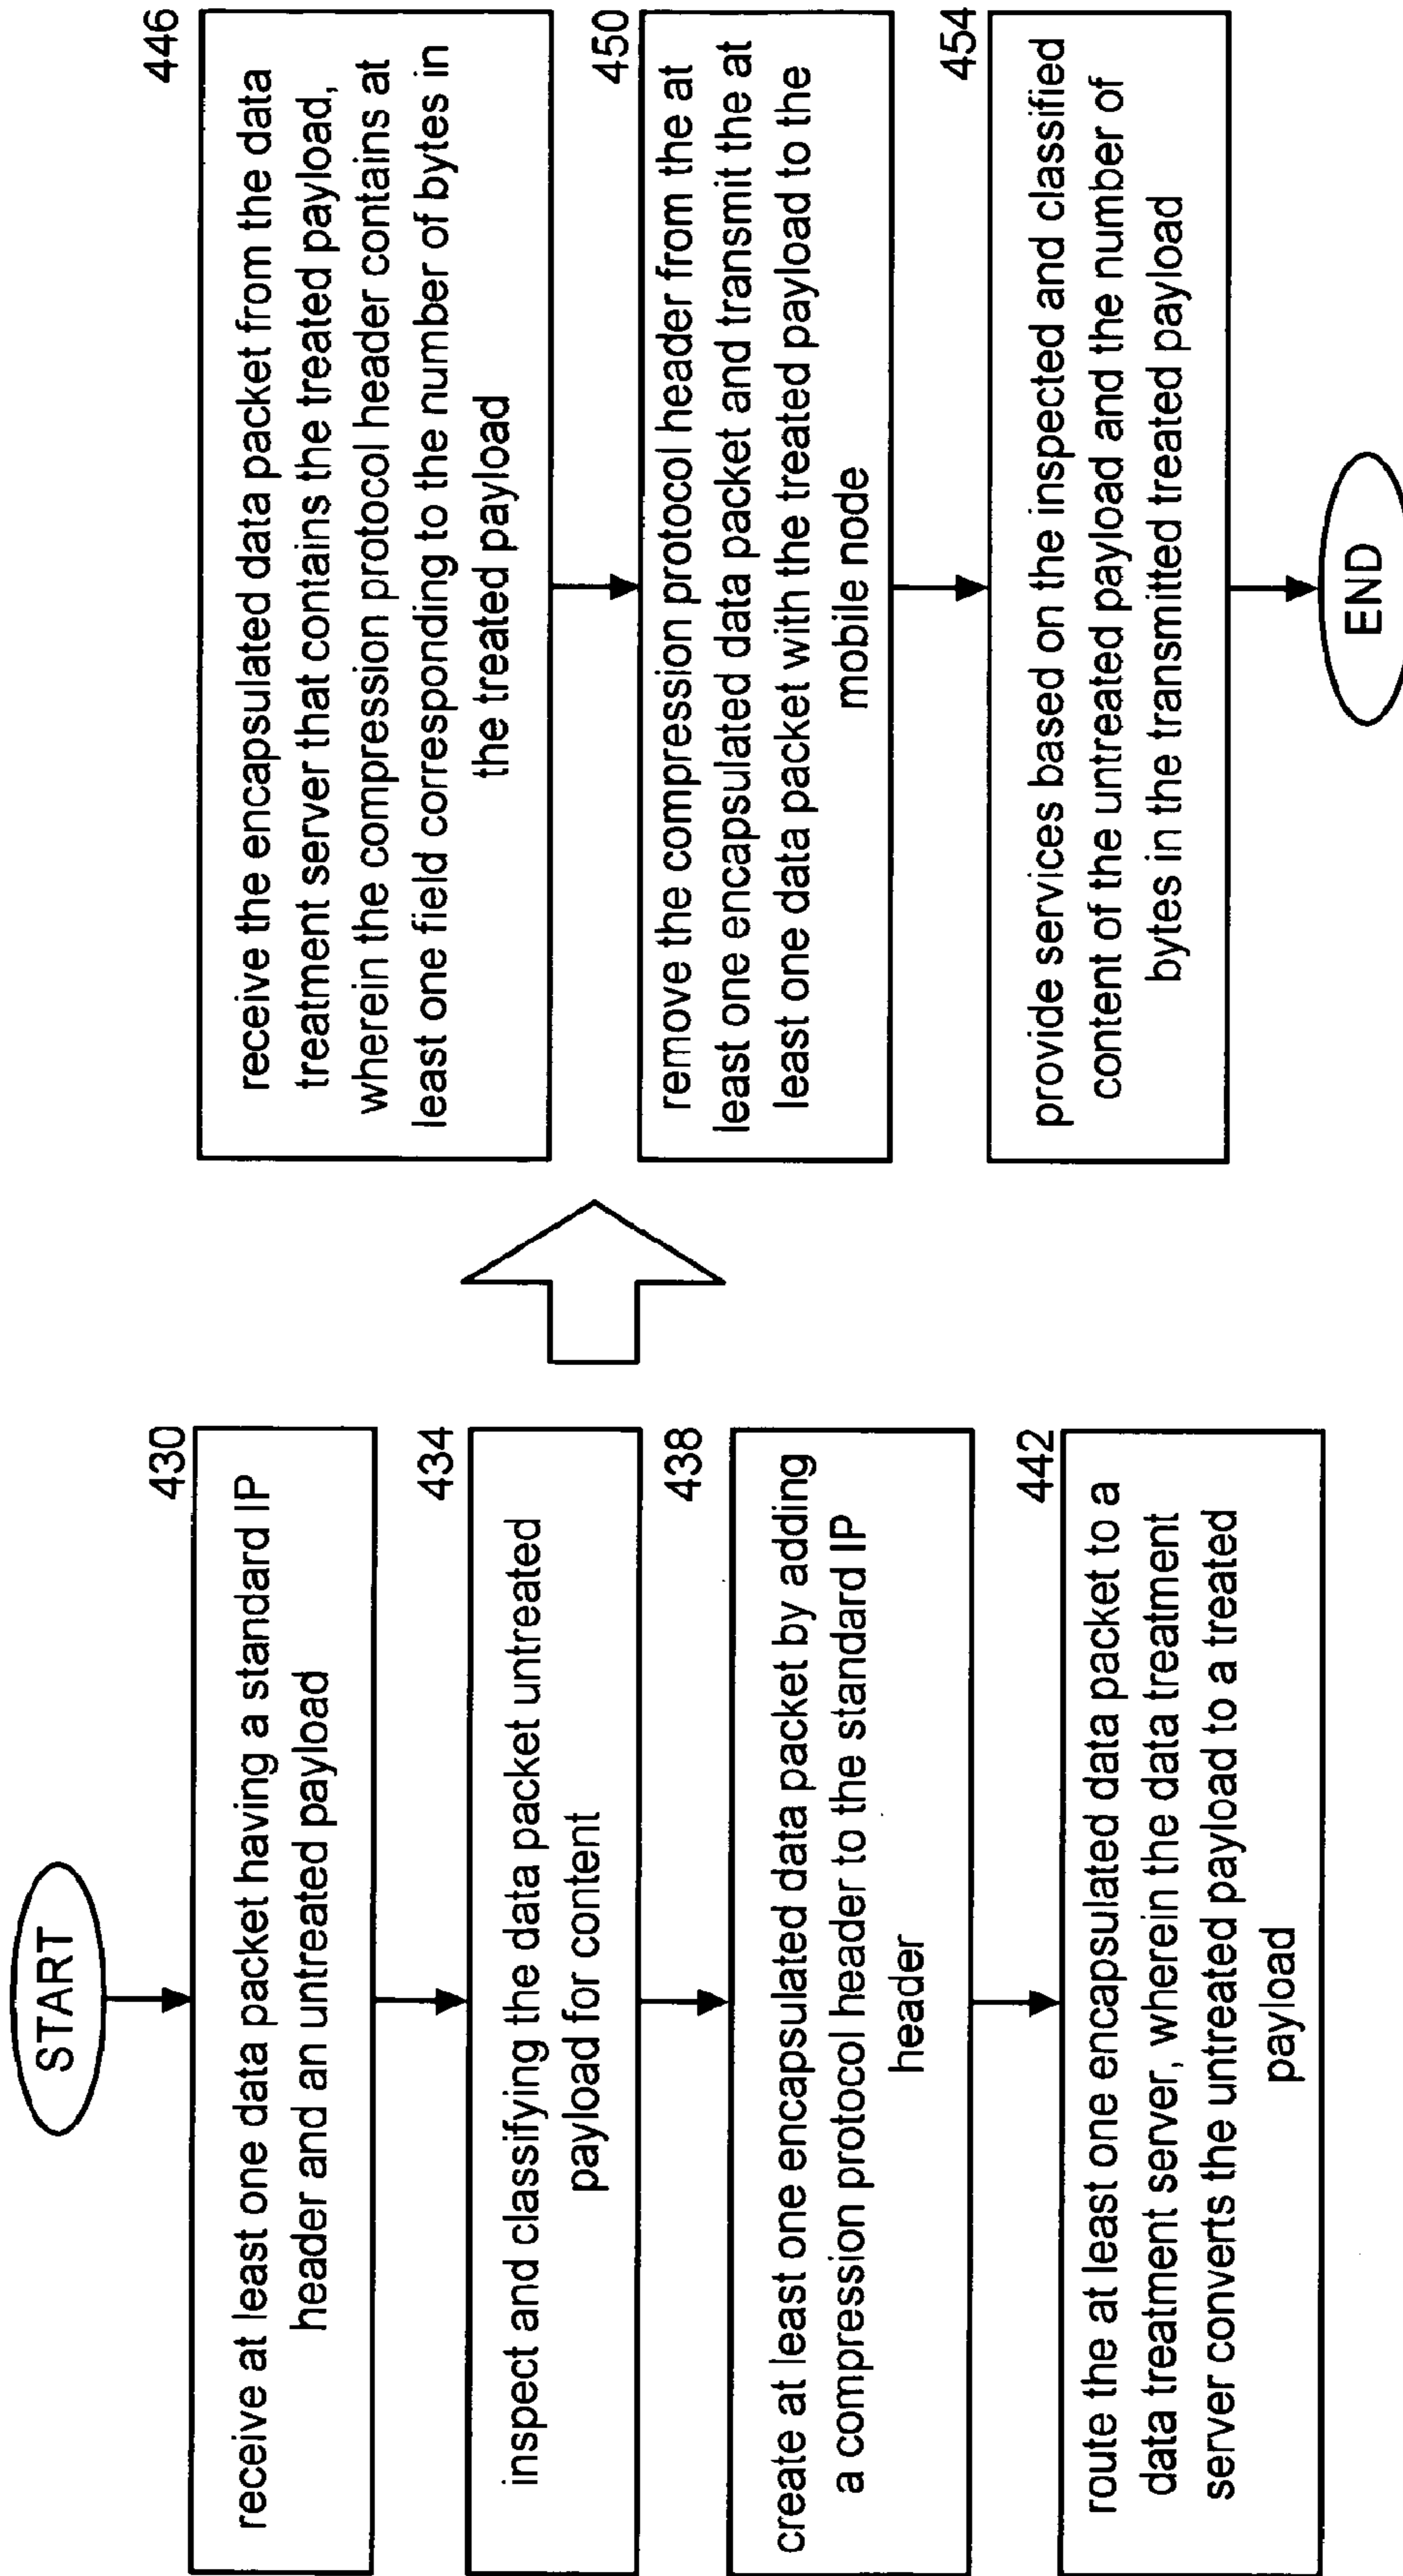 START
430
receive at least one data packet having a standard IP
header and an untreated payload
434
inspect and classifying the data packet untreated
payload for content
438
create at least one encapsulated data packet by adding
a compression protocol header to the standard IP
header
442
route the at least one encapsulated data packet to a
data treatment server, wherein the data treatment
server converts the untreated payload to a treated
payload
446
receive the encapsulated data packet from the data
treatment server that contains the treated payload,
wherein the compression protocol header contains at
least one field corresponding to the number of bytes in
the treated payload
450
remove the compression protocol header from the at
least one encapsulated data packet and transmit the at
least one data packet with the treated payload to the
mobile node
454
provide services based on the inspected and classified
content of the untreated payload and the number of
bytes in the transmitted treated payload
END